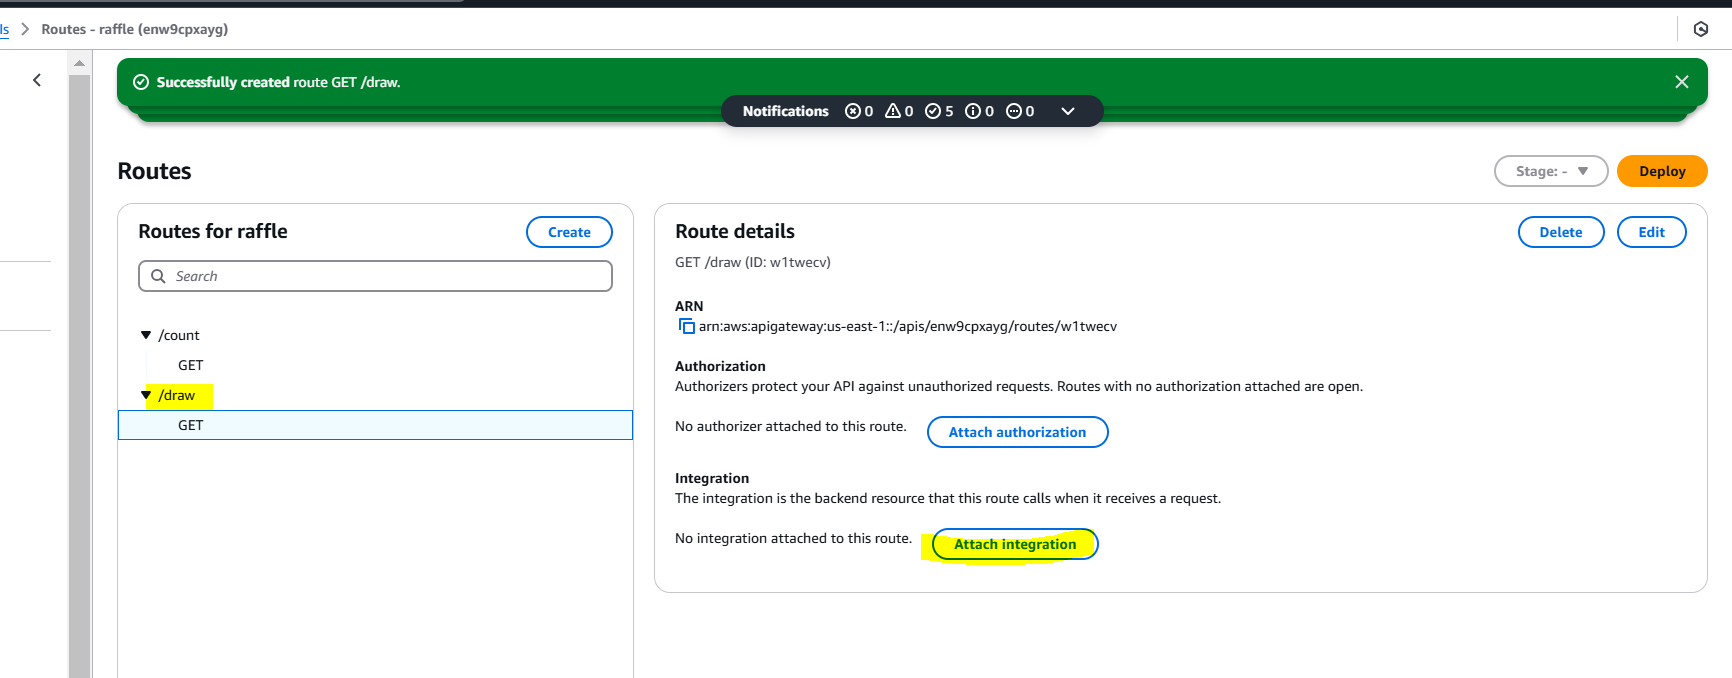 Is > Routes - raffle (enw9cpxayg)
Successfully created route GET /draw.
Notifications 0 0 5 0 0
Routes
Stage: -
Deploy
Routes for raffle
Create
Search
/count
GET
/draw
GET
Route details
Delete
Edit
GET /draw (ID: w1twecv)
ARN
arn:aws:apigateway:us-east-1::/apis/enw9cpxayg/routes/w1twecv
Authorization
Authorizers protect your API against unauthorized requests. Routes with no authorization attached are open.
No authorizer attached to this route.
Attach authorization
Integration
The integration is the backend resource that this route calls when it receives a request.
No integration attached to this route.
Attach integration